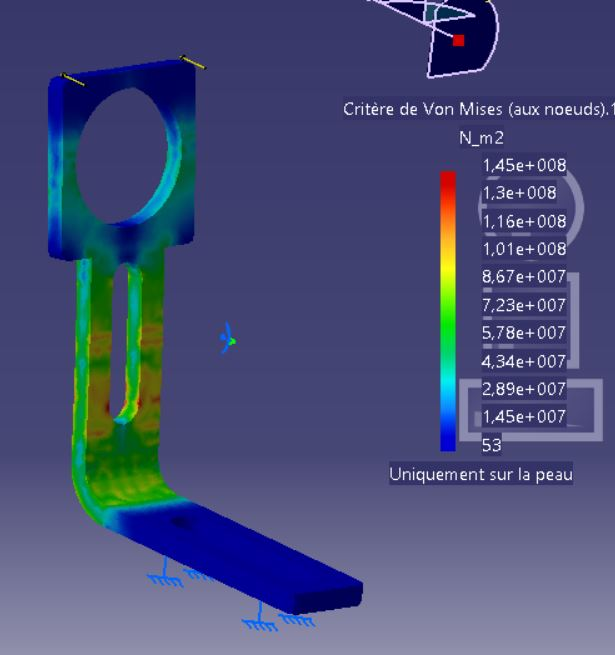 Critère de Von Mises (aux noeuds).1
N_m2
1,45e+008
1,3e+008
1,16e+008
1,01e+008
8,67e+007
7,23e+007
5,78e+007
4,34e+007
2,89e+007
1,45e+007
53
Uniquement sur la peau